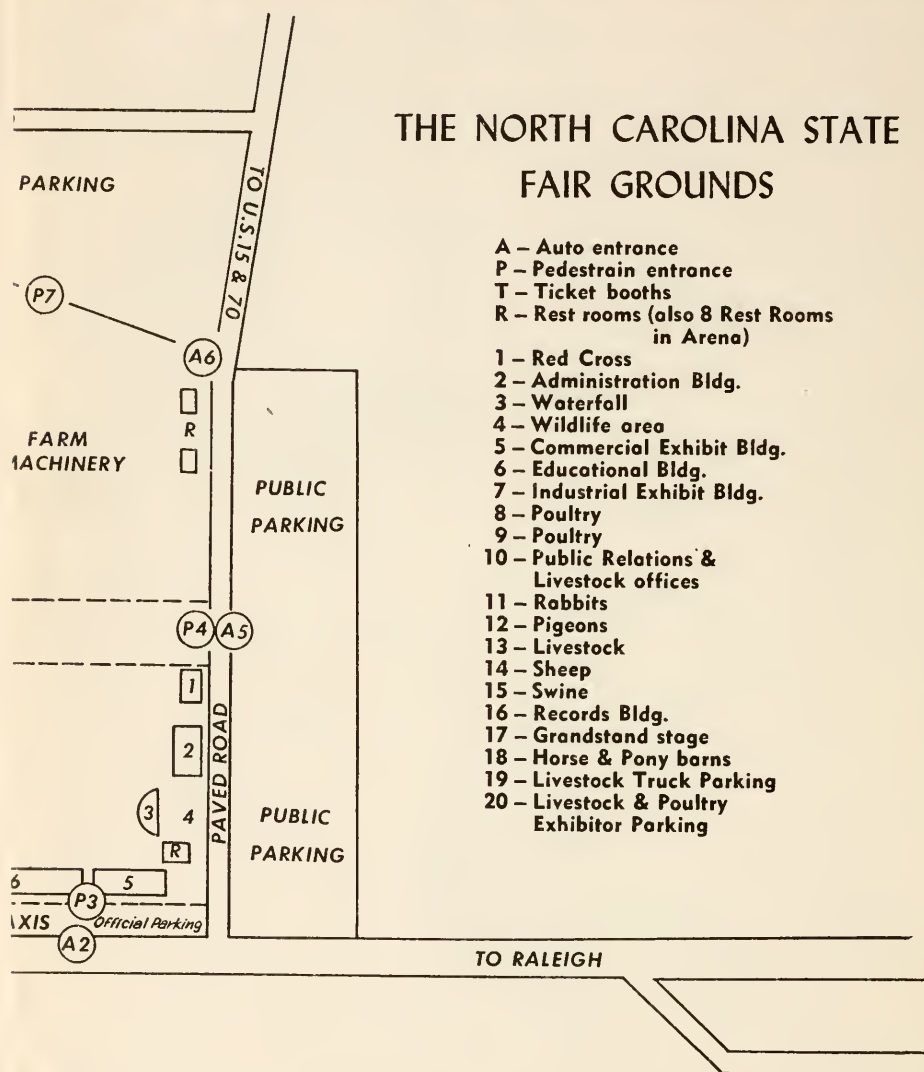 THE NORTH CAROLINA STATE
FAIR GROUNDS
A – Auto entrance
P – Pedestrain entrance
T – Ticket booths
R – Rest rooms (also 8 Rest Rooms
in Arena)
1 – Red Cross
2 – Administration Bldg.
3 – Waterfall
4 – Wildlife area
5 – Commercial Exhibit Bldg.
6 – Educational Bldg.
7 – Industrial Exhibit Bldg.
8 – Poultry
9 – Poultry
10 – Public Relations &
Livestock offices
11 – Rabbits
12 – Pigeons
13 – Livestock
14 – Sheep
15 – Swine
16 – Records Bldg.
17 – Grandstand stage
18 – Horse & Pony barns
19 – Livestock Truck Parking
20 – Livestock & Poultry
Exhibitor Parking
PARKING
TO U.S. 15 & 70
P7
A6
R
FARM
MACHINERY
PUBLIC
PARKING
P4 A5
1
2
PAVED ROAD
3 4
PUBLIC
PARKING
R
6 5
P3
AXIS Official Parking
A2
TO RALEIGH